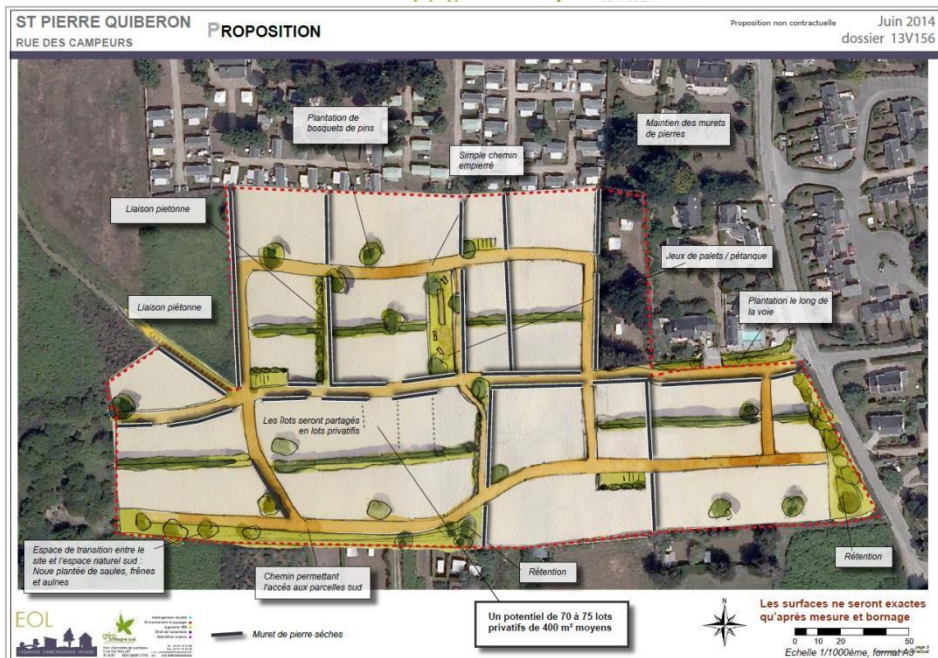 ST PIERRE QUIBERON
RUE DES CAMPEURS
PROPOSITION
Proposition non contractuelle
Juin 2014
dossier 13V156
Plantation de
bosquets de pins
Maintien des murets
de pierres
Simple chemin
empierré
Liaison pietonne
Jeux de palets / pétanque
Liaison piétonne
Plantation le long de
la voie
Les îlots seront partagés
en lots privatifs
Espace de transition entre le
site et l'espace naturel sud :
Noue plantée de saules, frênes
et aulnes
Chemin permettant
l'accès aux parcelles sud
Rétention
Rétention
Un potentiel de 70 à 75 lots
privatifs de 400 m² moyens
EOL
Muret de pierre séches
N
Les surfaces ne seront exactes
qu'après mesure et bornage
0 10 20 30 50
Echelle 1/1000ème, format A3